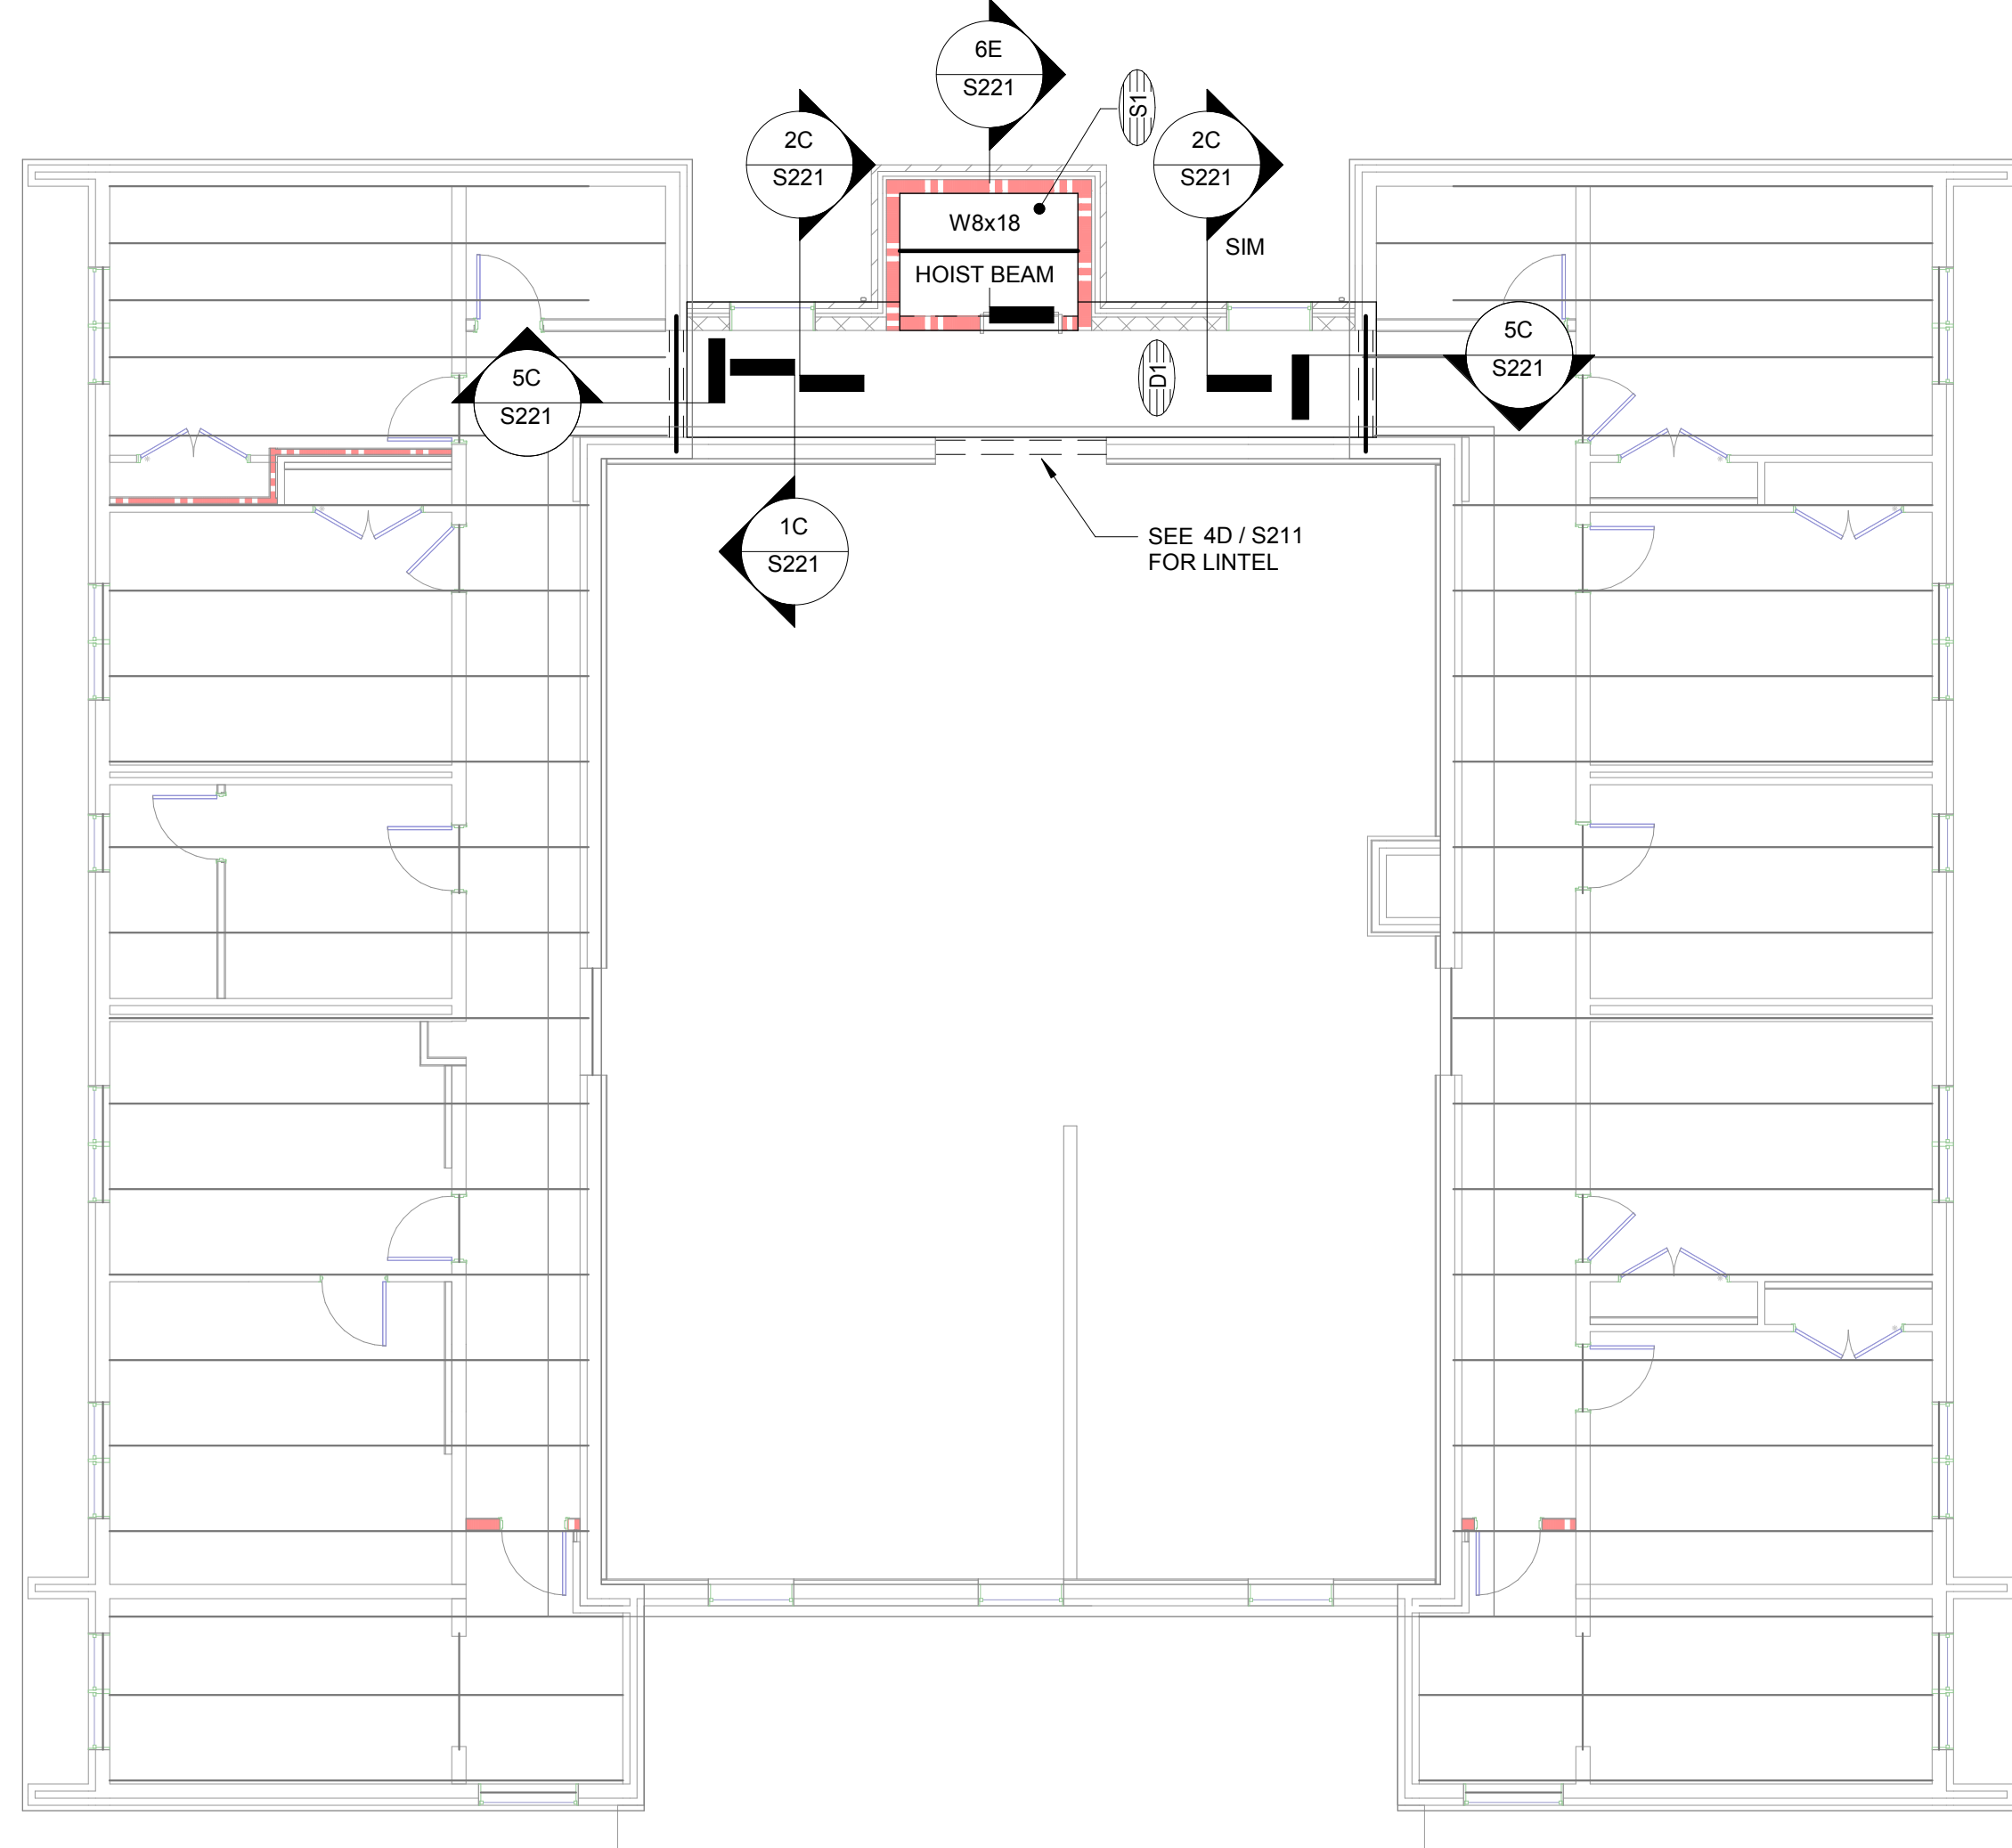 6E
S221
S1
2C
S221
2C
S221
SIM
W8x18
HOIST BEAM
5C
S221
D1
5C
S221
1C
S221
SEE 4D / S211
FOR LINTEL